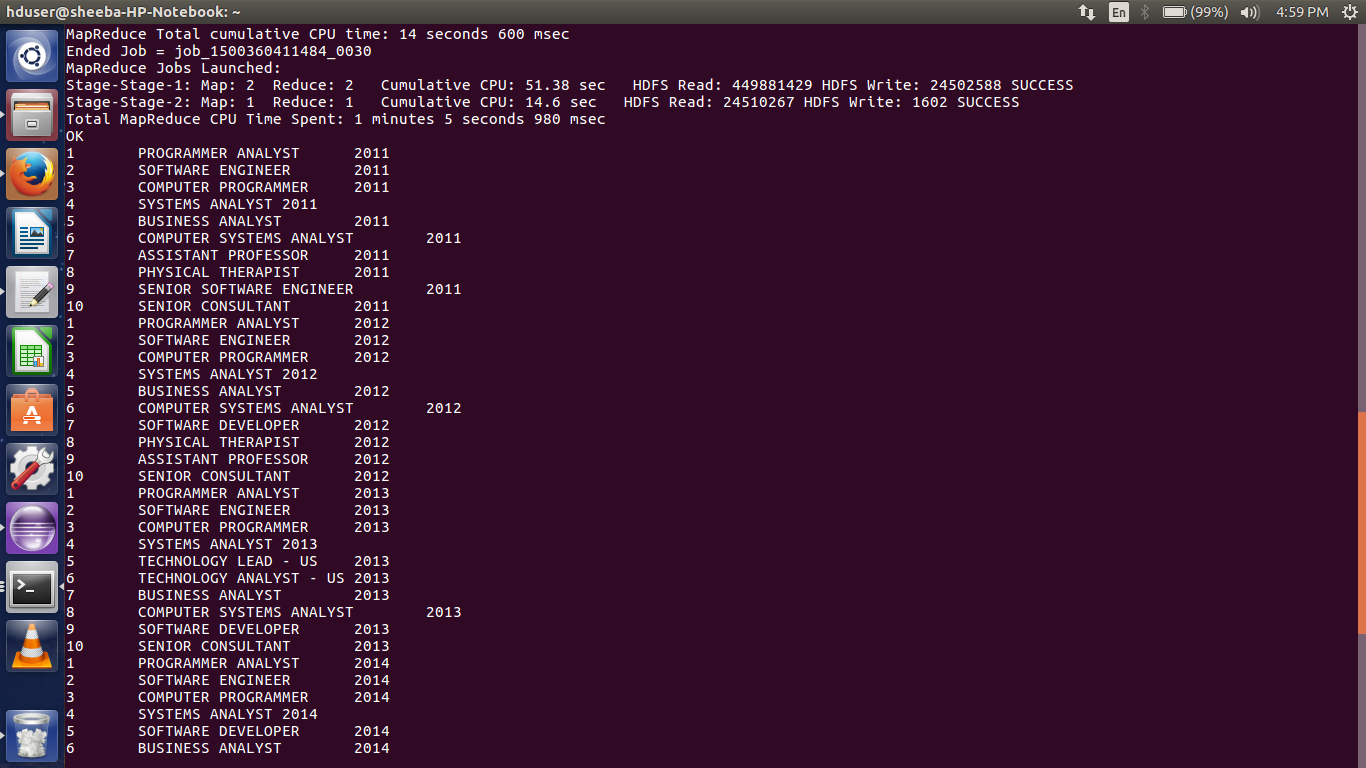 hduser@sheeba-HP-Notebook: ~
En
(99%)
4:59 PM
MapReduce Total cumulative CPU time: 14 seconds 600 msec
Ended Job = job_1500360411484_0030
MapReduce Jobs Launched:
Stage-Stage-1: Map: 2  Reduce: 2   Cumulative CPU: 51.38 sec   HDFS Read: 449881429 HDFS Write: 24502588 SUCCESS
Stage-Stage-2: Map: 1  Reduce: 1   Cumulative CPU: 14.6 sec   HDFS Read: 24510267 HDFS Write: 1602 SUCCESS
Total MapReduce CPU Time Spent: 1 minutes 5 seconds 980 msec
OK
1	PROGRAMMER ANALYST	2011
2	SOFTWARE ENGINEER	2011
3	COMPUTER PROGRAMMER	2011
4	SYSTEMS ANALYST	2011
5	BUSINESS ANALYST	2011
6	COMPUTER SYSTEMS ANALYST	2011
7	ASSISTANT PROFESSOR	2011
8	PHYSICAL THERAPIST	2011
9	SENIOR SOFTWARE ENGINEER	2011
10	SENIOR CONSULTANT	2011
1	PROGRAMMER ANALYST	2012
2	SOFTWARE ENGINEER	2012
3	COMPUTER PROGRAMMER	2012
4	SYSTEMS ANALYST	2012
5	BUSINESS ANALYST	2012
6	COMPUTER SYSTEMS ANALYST	2012
7	SOFTWARE DEVELOPER	2012
8	PHYSICAL THERAPIST	2012
9	ASSISTANT PROFESSOR	2012
10	SENIOR CONSULTANT	2012
1	PROGRAMMER ANALYST	2013
2	SOFTWARE ENGINEER	2013
3	COMPUTER PROGRAMMER	2013
4	SYSTEMS ANALYST	2013
5	TECHNOLOGY LEAD - US	2013
6	TECHNOLOGY ANALYST - US	2013
7	BUSINESS ANALYST	2013
8	COMPUTER SYSTEMS ANALYST	2013
9	SOFTWARE DEVELOPER	2013
10	SENIOR CONSULTANT	2013
1	PROGRAMMER ANALYST	2014
2	SOFTWARE ENGINEER	2014
3	COMPUTER PROGRAMMER	2014
4	SYSTEMS ANALYST	2014
5	SOFTWARE DEVELOPER	2014
6	BUSINESS ANALYST	2014